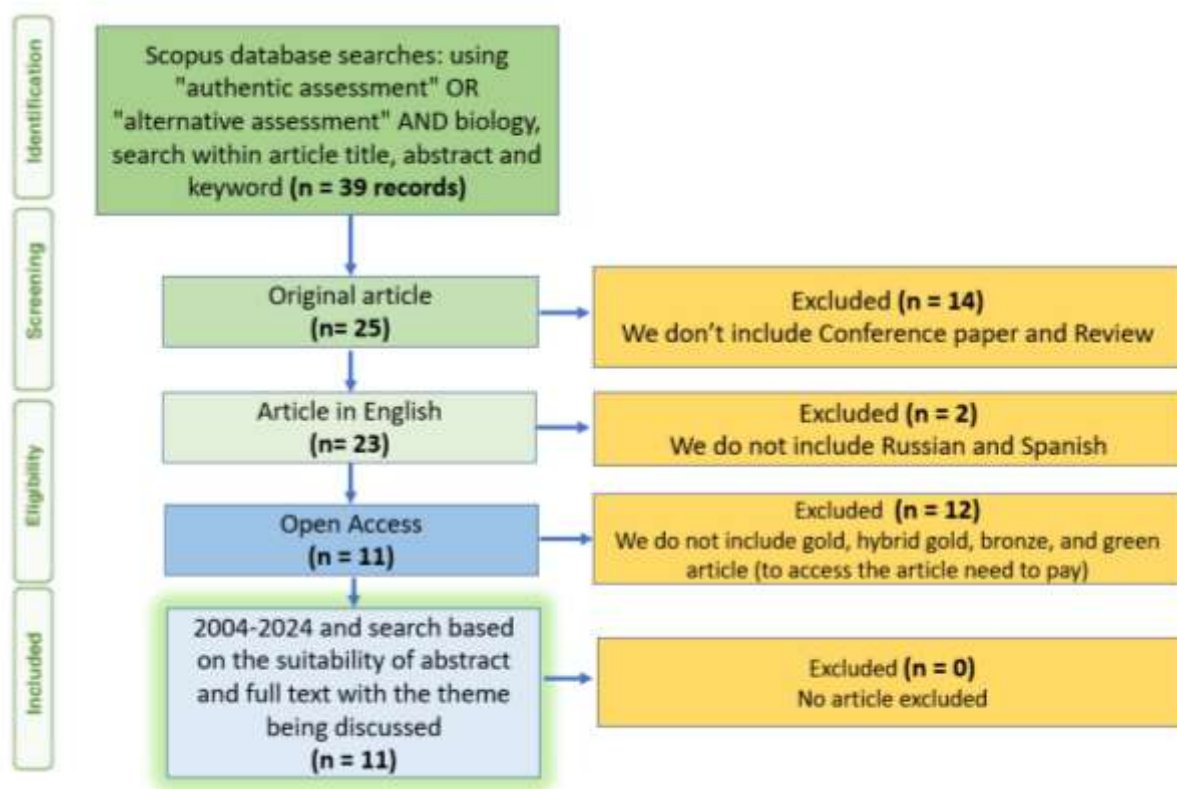 Identification
Scopus database searches: using
"authentic assessment" OR
"alternative assessment" AND biology,
search within article title, abstract and
keyword (n = 39 records)
Screening
Original article
(n= 25)
Excluded (n = 14)
We don't include Conference paper and Review
Eligibility
Article in English
(n= 23)
Excluded (n = 2)
We do not include Russian and Spanish
Open Access
(n = 11)
Excluded (n = 12)
We do not include gold, hybrid gold, bronze, and green
article (to access the article need to pay)
Included
2004-2024 and search based
on the suitability of abstract
and full text with the theme
being discussed
(n = 11)
Excluded (n = 0)
No article excluded